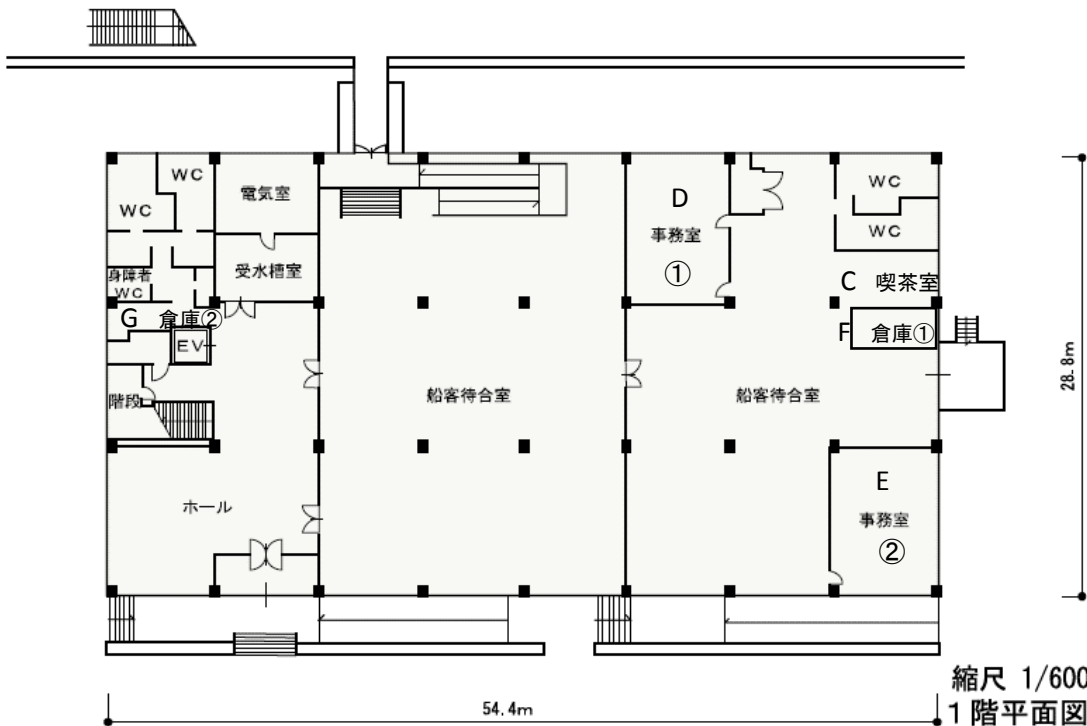 WC
WC
電気室
受水槽室
身障者
WC
G 倉庫②
EV
階段
ホール
船客待合室
D
事務室
①
WC
WC
C 喫茶室
F 倉庫①
船客待合室
E
事務室
②
28.8m
54.4m
縮尺 1/600
1階平面図